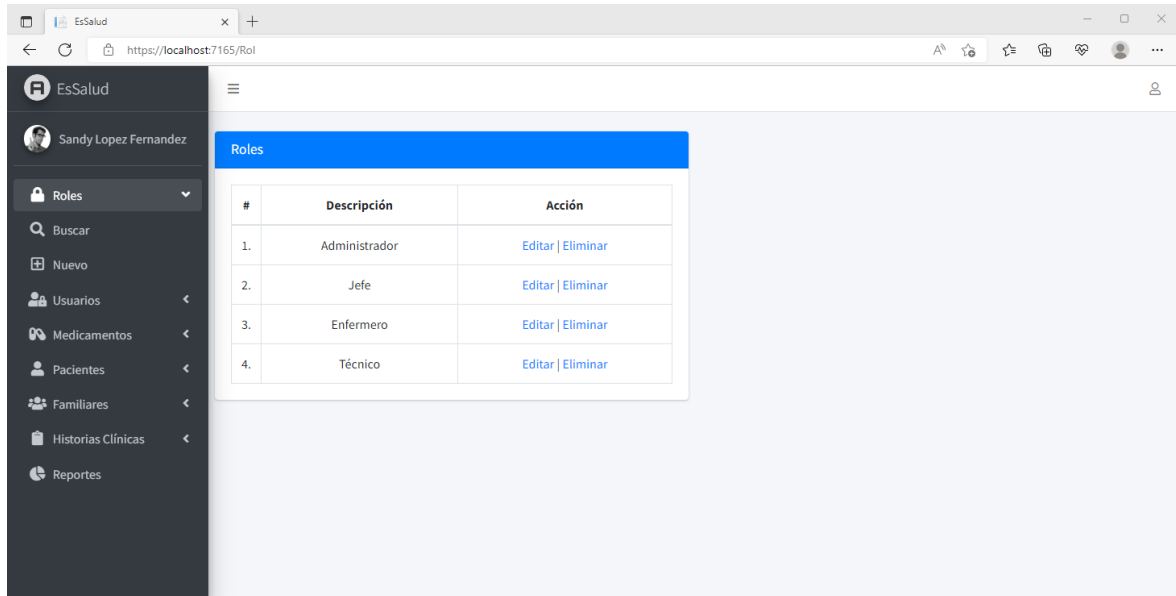 EsSalud
https://localhost:7165/Rol
EsSalud
Sandy Lopez Fernandez
Roles
Buscar
Nuevo
Usuarios
Medicamentos
Pacientes
Familiares
Historias Clínicas
Reportes
Roles
# Descripción Acción
1. Administrador Editar | Eliminar
2. Jefe Editar | Eliminar
3. Enfermero Editar | Eliminar
4. Técnico Editar | Eliminar